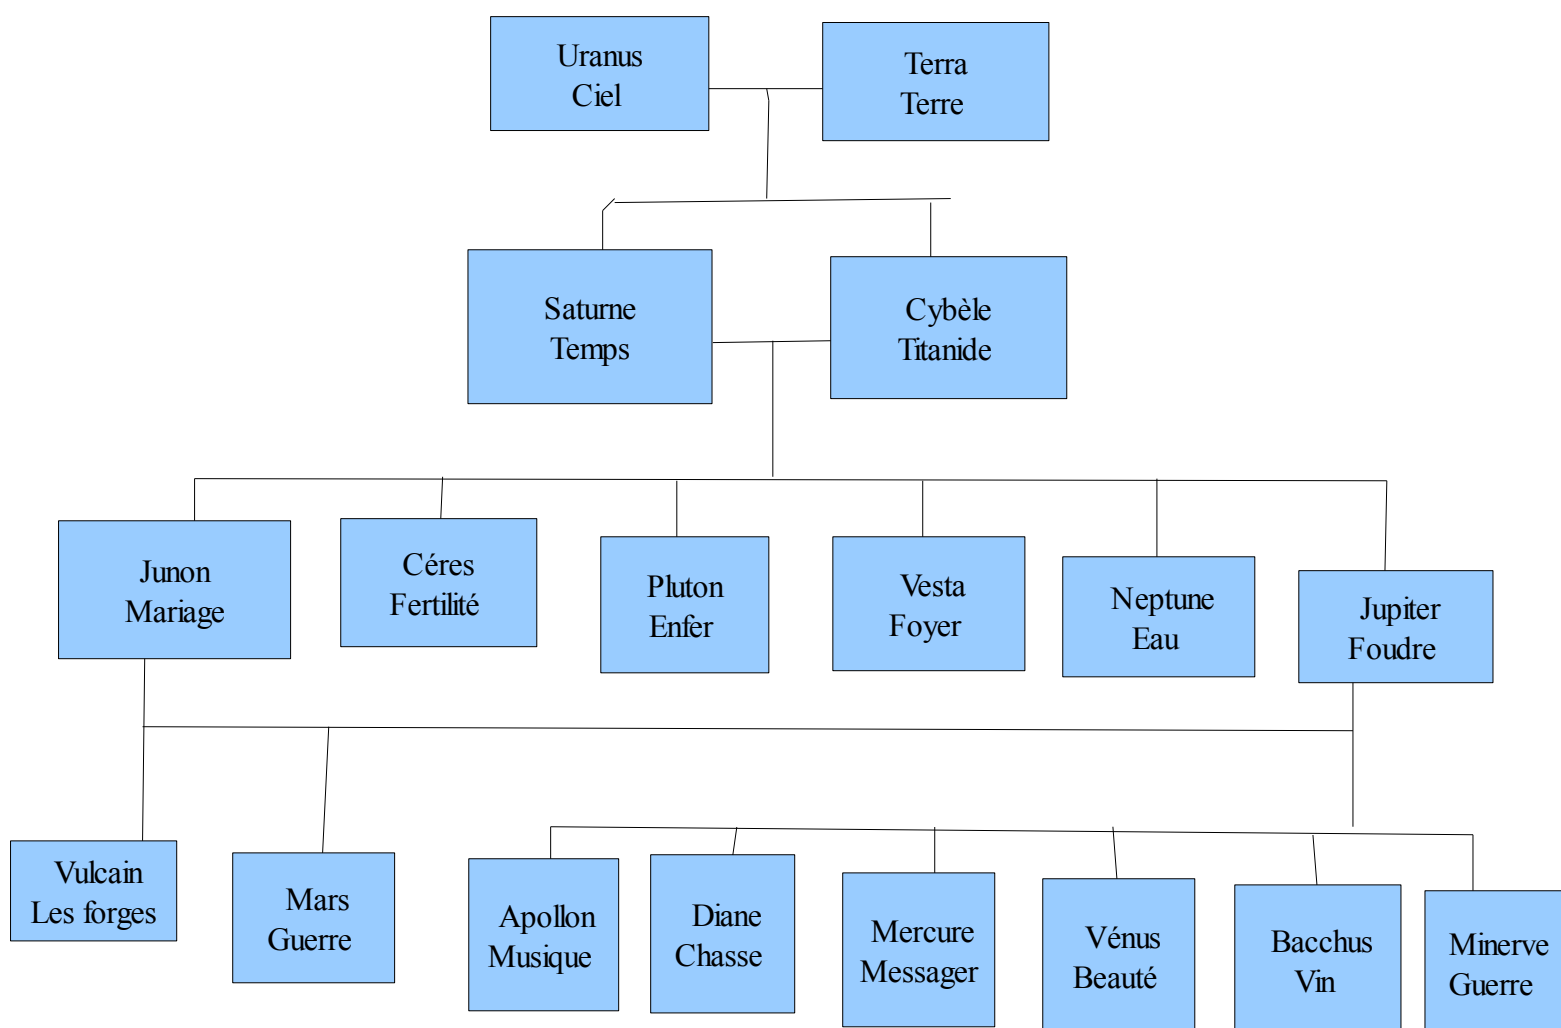 Uranus
Ciel
Terra
Terre
Saturne
Temps
Cybèle
Titanide
Junon
Mariage
Céres
Fertilité
Pluton
Enfer
Vesta
Foyer
Neptune
Eau
Jupiter
Foudre
Vulcain
Les forges
Mars
Guerre
Apollon
Musique
Diane
Chasse
Mercure
Messager
Vénus
Beauté
Bacchus
Vin
Minerve
Guerre